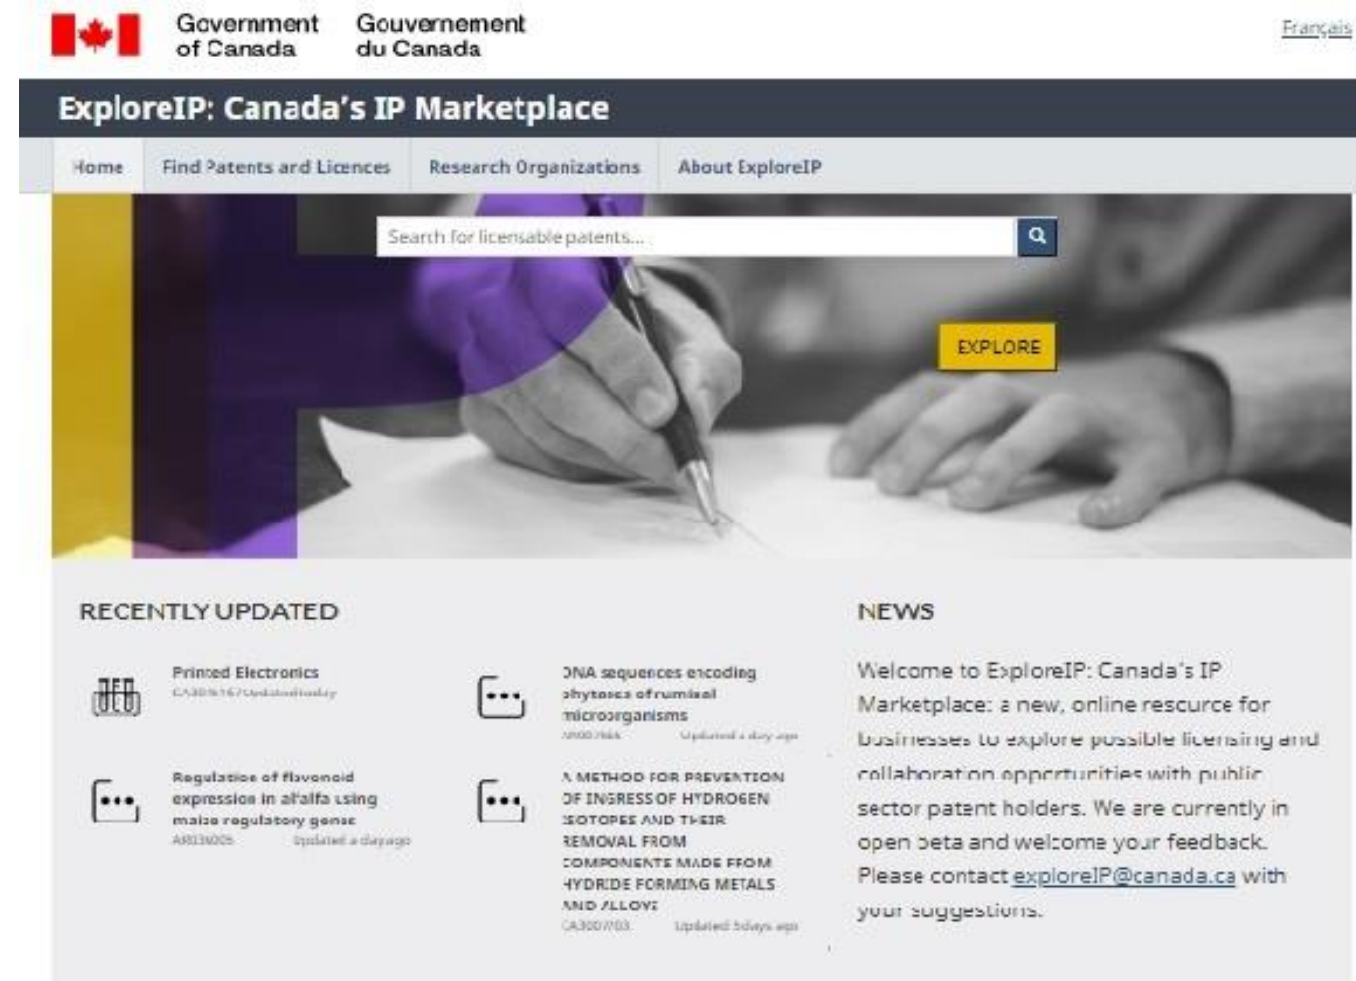 Government of Canada
Gouvernement du Canada
Français
ExploreIP: Canada's IP Marketplace
Home
Find Patents and Licences
Research Organizations
About ExploreIP
Search for licensable patents...
EXPLORE
RECENTLY UPDATED
Printed Electronics
Updated today
Regulation of flavonoid
expression in alfalfa using
maize regulatory genes
AR036005 Updated a day ago
DNA sequences encoding
phytases of ruminal
microorganisms
Updated a day ago
A METHOD FOR PREVENTION
OF INGRESS OF HYDROGEN
ISOTOPES AND THEIR
REMOVAL FROM
COMPONENTS MADE FROM
HYDRIDE FORMING METALS
AND ALLOYS
Updated 5 days ago
NEWS
Welcome to ExploreIP: Canada's IP
Marketplace: a new, online resource for
businesses to explore possible licensing and
collaboration opportunities with public
sector patent holders. We are currently in
open beta and welcome your feedback.
Please contact exploreIP@canada.ca with
your suggestions.